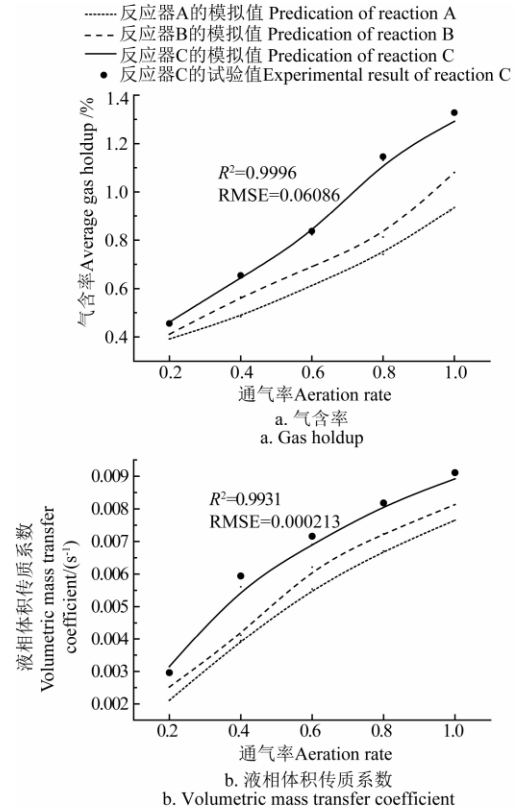 反应器A的模拟值 Predication of reaction A
反应器B的模拟值 Predication of reaction B
反应器C的模拟值 Predication of reaction C
反应器C的试验值Experimental result of reaction C
气含率Average gas holdup /%
1.4
1.2
1.0
0.8
0.6
0.4
R²=0.9996
RMSE=0.06086
0.2 0.4 0.6 0.8 1.0
通气率Aeration rate
a. 气含率
a. Gas holdup
液相体积传质系数
Volumetric mass transfer
coefficient/(s⁻¹)
0.009
0.008
0.007
0.006
0.005
0.004
0.003
0.002
R²=0.9931
RMSE=0.000213
0.2 0.4 0.6 0.8 1.0
通气率Aeration rate
b. 液相体积传质系数
b. Volumetric mass transfer coefficient